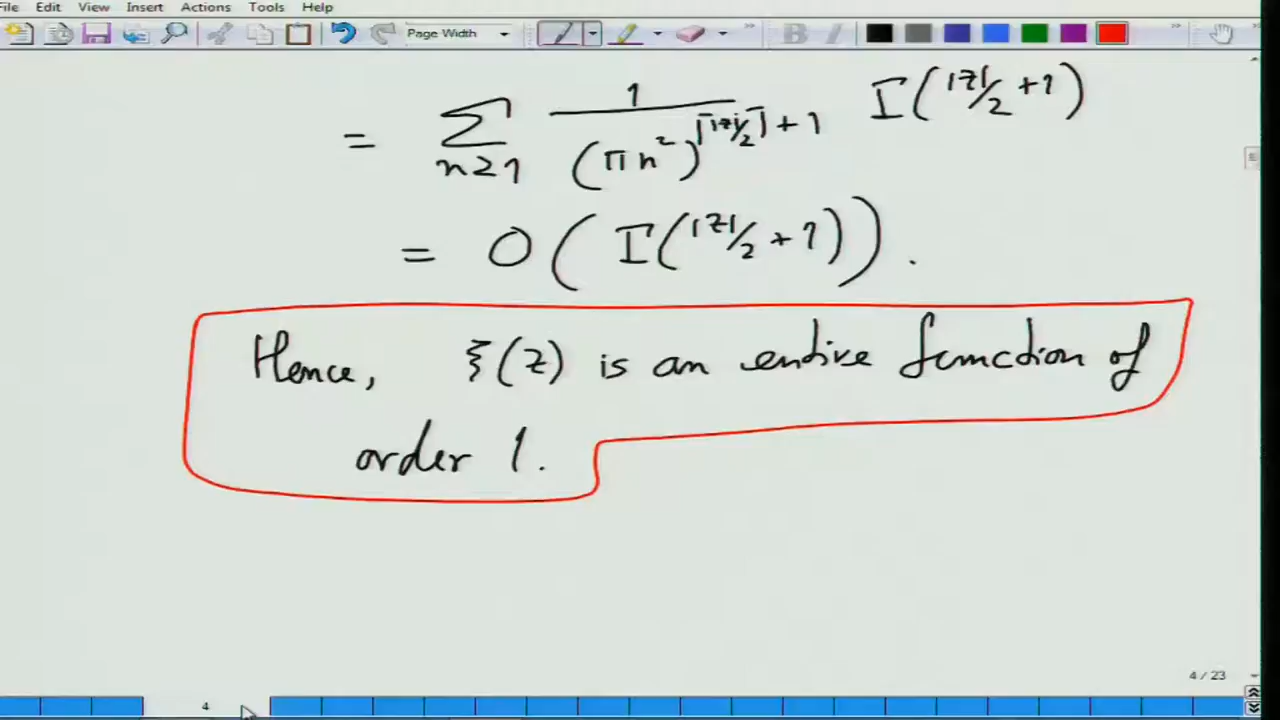 File Edit View Insert Actions Tools Help
Page Width
= Σ_{n≥1} 1/(πn²)^{⌈|z|/2⌉+1} Γ(|z|/2 + 1)
= O(Γ(|z|/2 + 1)).
Hence, ξ(z) is an entire function of
order 1.
4 / 23
4